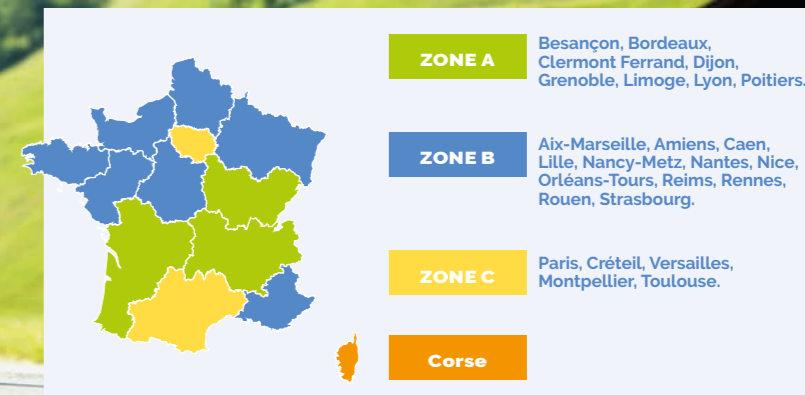 ZONE A
Besançon, Bordeaux,
Clermont Ferrand, Dijon,
Grenoble, Limoge, Lyon, Poitiers.
ZONE B
Aix-Marseille, Amiens, Caen,
Lille, Nancy-Metz, Nantes, Nice,
Orléans-Tours, Reims, Rennes,
Rouen, Strasbourg.
ZONE C
Paris, Créteil, Versailles,
Montpellier, Toulouse.
Corse